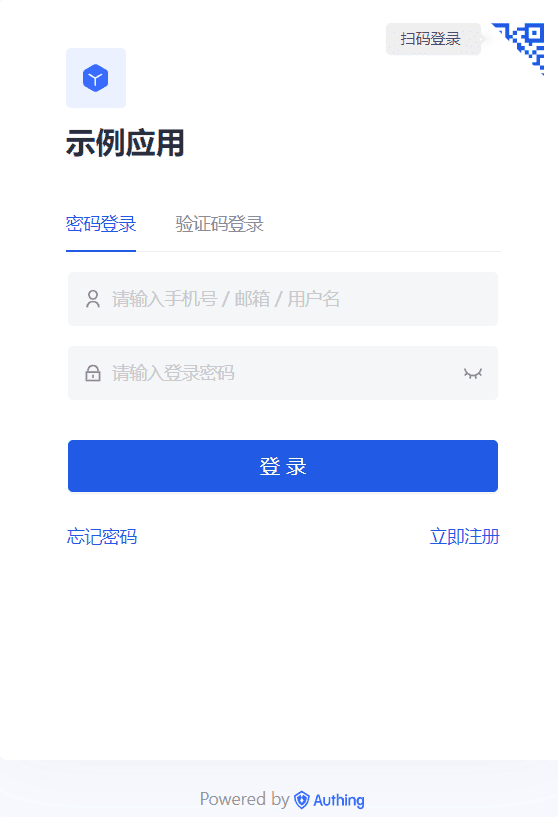 扫码登录
示例应用
密码登录 验证码登录
请输入手机号 / 邮箱 / 用户名
请输入登录密码
登 录
忘记密码 立即注册
Powered by Authing